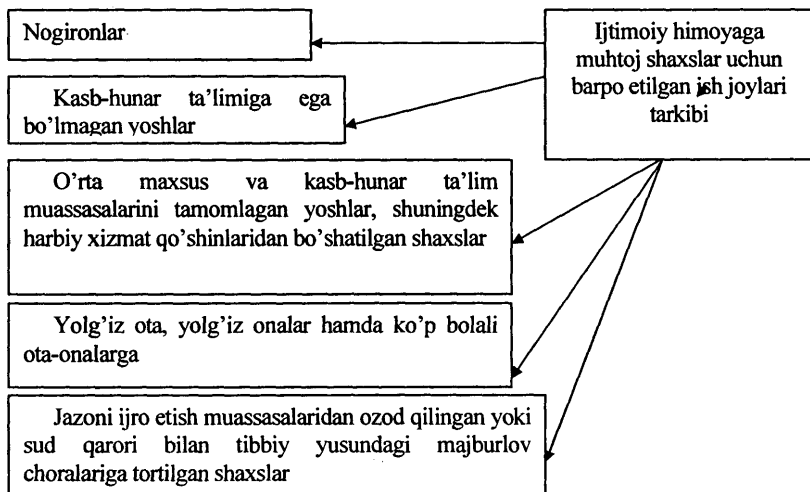 Nogironlar
Ijtimoiy himoyaga
muhtoj shaxslar uchun
barpo etilgan ish joylari
tarkibi
Kasb-hunar ta'limiga ega
bo'lmagan yoshlar
O'rta maxsus va kasb-hunar ta'lim
muassasalarini tamomlagan yoshlar, shuningdek
harbiy xizmat qo'shinlaridan bo'shatilgan shaxslar
Yolg'iz ota, yolg'iz onalar hamda ko'p bolali
ota-onalarga
Jazoni ijro etish muassasalaridan ozod qilingan yoki
sud qarori bilan tibbiy yusundagi majburlov
choralariga tortilgan shaxslar